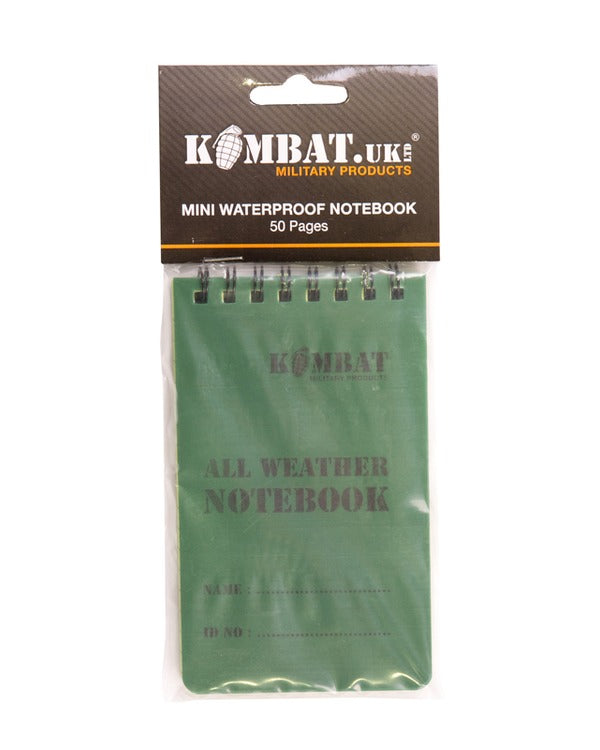 KOMBAT.UK LTD®
MILITARY PRODUCTS
MINI WATERPROOF NOTEBOOK
50 Pages
KOMBAT
MILITARY PRODUCTS
ALL WEATHER
NOTEBOOK
NAME : ................................
ID NO : ................................